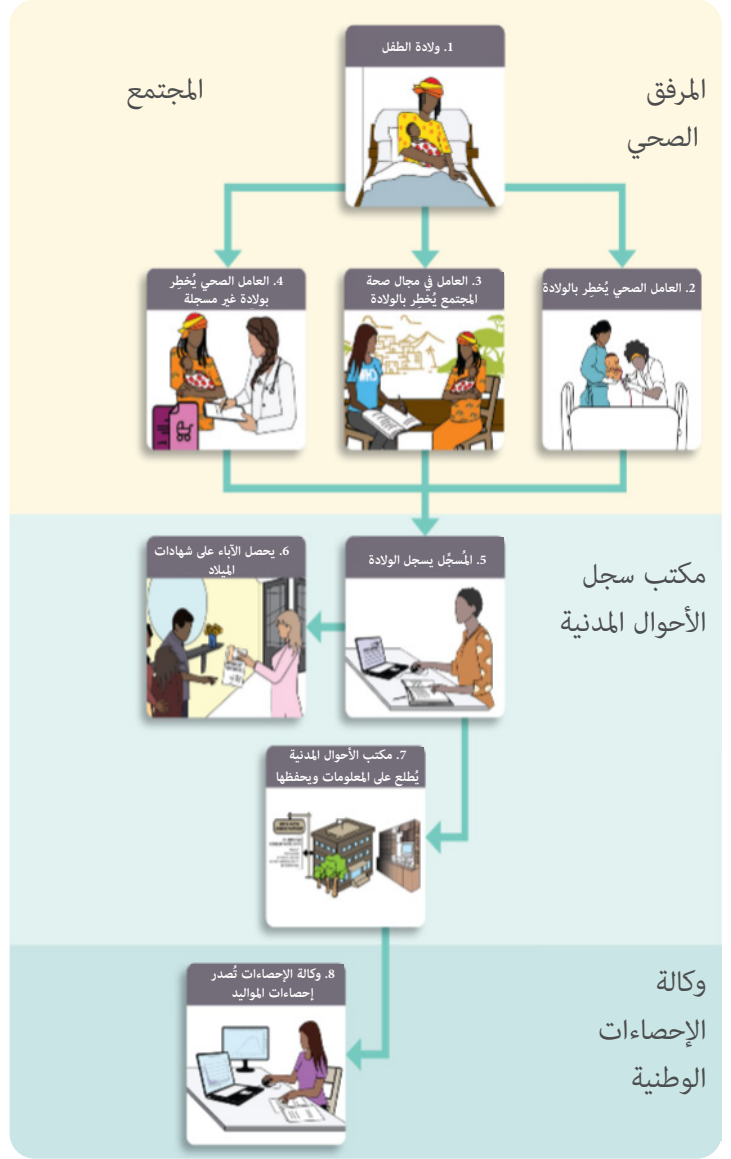 1. ولادة الطفل
المرفق
الصحي
المجتمع
2. العامل الصحي يُخطِر بالولادة
3. العامل في مجال صحة
المجتمع يُخطِر بالولادة
4. العامل الصحي يُخطِر
بولادة غير مسجلة
مكتب سجل
الأحوال المدنية
5. المُسجِّل يسجل الولادة
6. يحصل الآباء على شهادات
الميلاد
7. مكتب الأحوال المدنية
يُطلع على المعلومات ويحفظها
وكالة
الإحصاءات
الوطنية
8. وكالة الإحصاءات تُصدر
إحصاءات المواليد